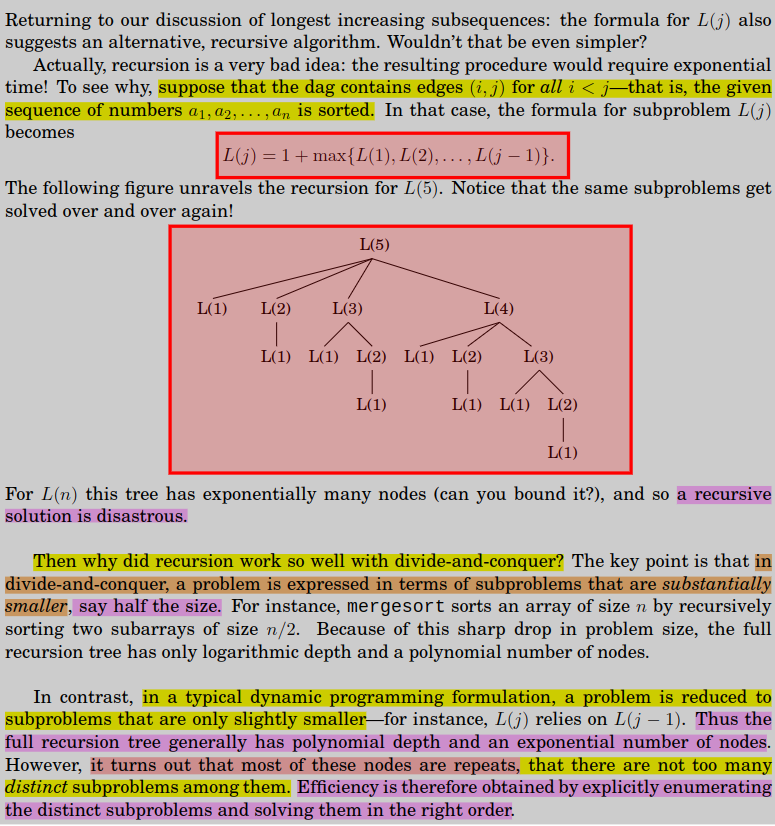 Returning to our discussion of longest increasing subsequences: the formula for L(j) also
suggests an alternative, recursive algorithm. Wouldn't that be even simpler?
Actually, recursion is a very bad idea: the resulting procedure would require exponential
time! To see why, suppose that the dag contains edges (i, j) for all i < j—that is, the given
sequence of numbers a₁, a₂, . . . , aₙ is sorted. In that case, the formula for subproblem L(j)
becomes
L(j) = 1 + max{L(1), L(2), . . . , L(j − 1)}.
The following figure unravels the recursion for L(5). Notice that the same subproblems get
solved over and over again!
L(5)
L(1) L(2) L(3) L(4)
L(1) L(1) L(2) L(1) L(2) L(3)
L(1) L(1) L(1) L(2)
L(1)
For L(n) this tree has exponentially many nodes (can you bound it?), and so a recursive
solution is disastrous.
Then why did recursion work so well with divide-and-conquer? The key point is that in
divide-and-conquer, a problem is expressed in terms of subproblems that are substantially
smaller, say half the size. For instance, mergesort sorts an array of size n by recursively
sorting two subarrays of size n/2. Because of this sharp drop in problem size, the full
recursion tree has only logarithmic depth and a polynomial number of nodes.
In contrast, in a typical dynamic programming formulation, a problem is reduced to
subproblems that are only slightly smaller—for instance, L(j) relies on L(j − 1). Thus the
full recursion tree generally has polynomial depth and an exponential number of nodes.
However, it turns out that most of these nodes are repeats, that there are not too many
distinct subproblems among them. Efficiency is therefore obtained by explicitly enumerating
the distinct subproblems and solving them in the right order.